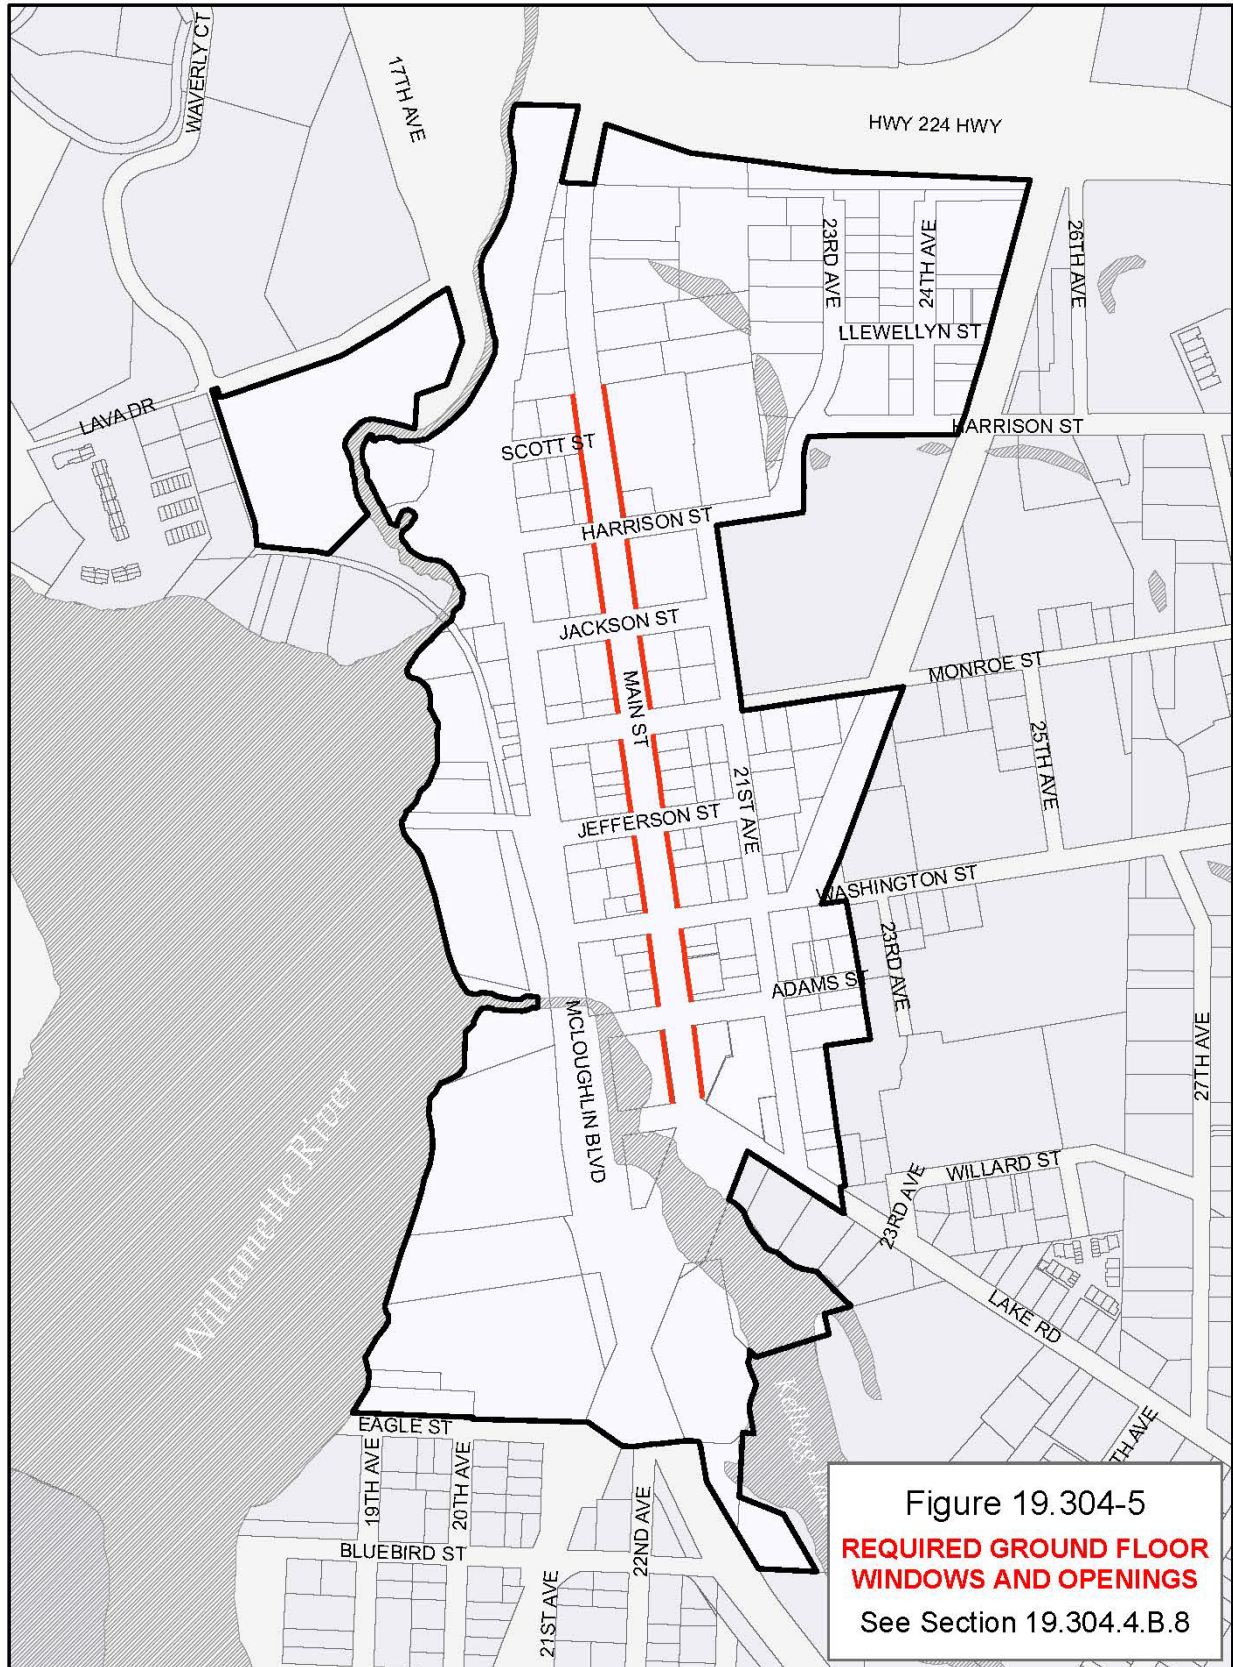 WAVERLY CT
17TH AVE
HWY 224 HWY
23RD AVE
24TH AVE
26TH AVE
LLEWELLYN ST
LAVA DR
HARRISON ST
SCOTT ST
HARRISON ST
JACKSON ST
MONROE ST
MAIN ST
25TH AVE
21ST AVE
JEFFERSON ST
WASHINGTON ST
23RD AVE
ADAMS ST
MCLOUGHLIN BLVD
27TH AVE
Willamette River
WILLARD ST
23RD AVE
LAKE RD
Kellogg
EAGLE ST
19TH AVE
20TH AVE
22ND AVE
TH AVE
BLUEBIRD ST
21ST AVE
Figure 19.304-5
REQUIRED GROUND FLOOR
WINDOWS AND OPENINGS
See Section 19.304.4.B.8